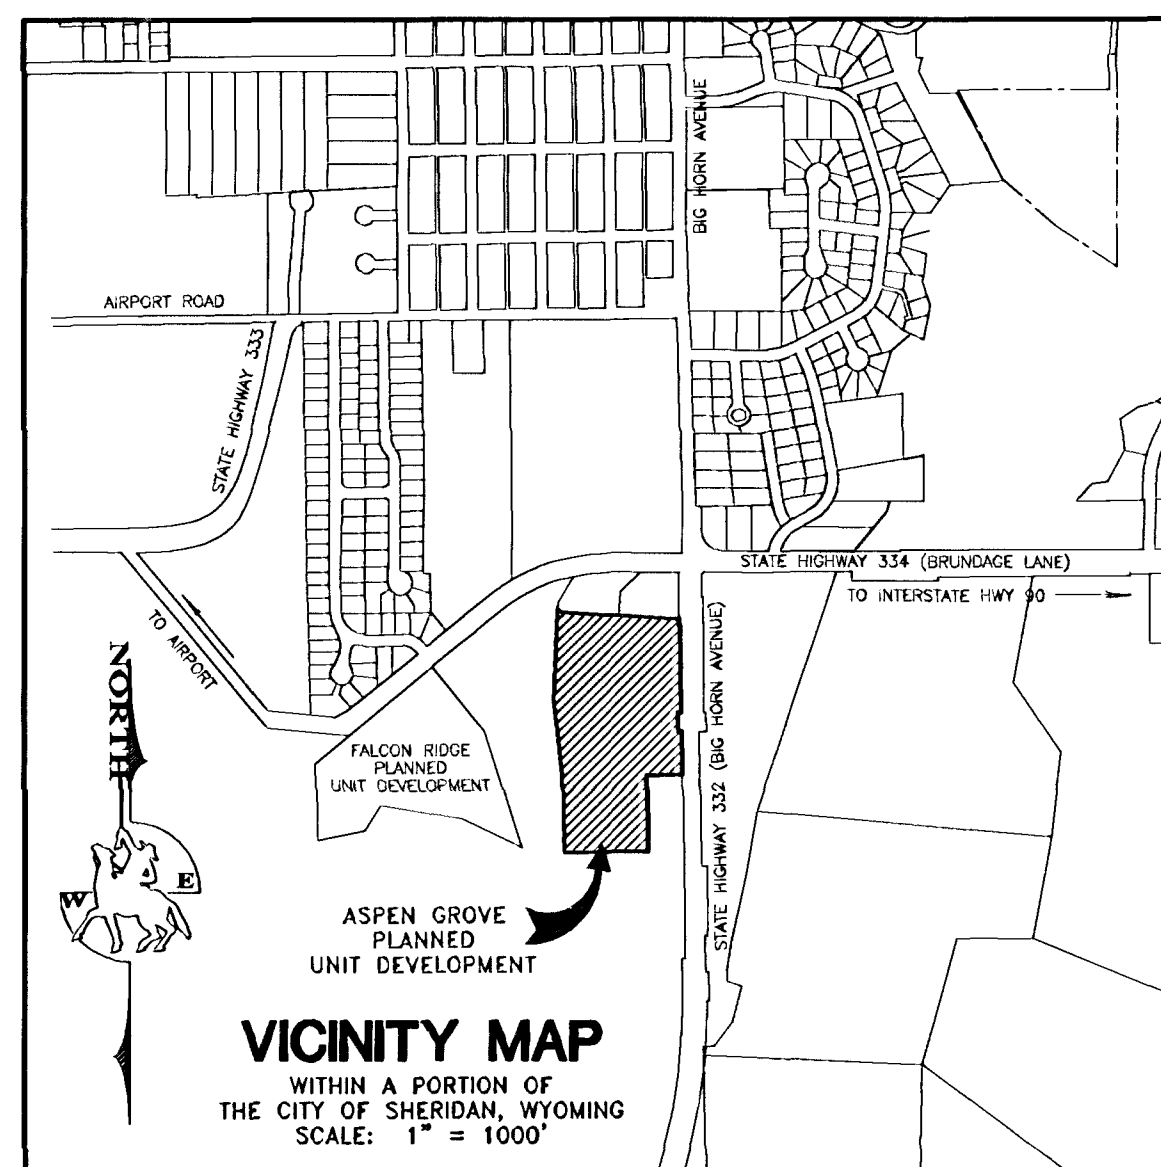 BIG HORN AVENUE
AIRPORT ROAD
STATE HIGHWAY 333
STATE HIGHWAY 334 (BRUNDAGE LANE)
TO INTERSTATE HWY 90
TO AIRPORT
NORTH
STATE HIGHWAY 332 (BIG HORN AVENUE)
FALCON RIDGE
PLANNED
UNIT DEVELOPMENT
W
E
ASPEN GROVE
PLANNED
UNIT DEVELOPMENT
VICINITY MAP
WITHIN A PORTION OF
THE CITY OF SHERIDAN, WYOMING
SCALE: 1" = 1000'